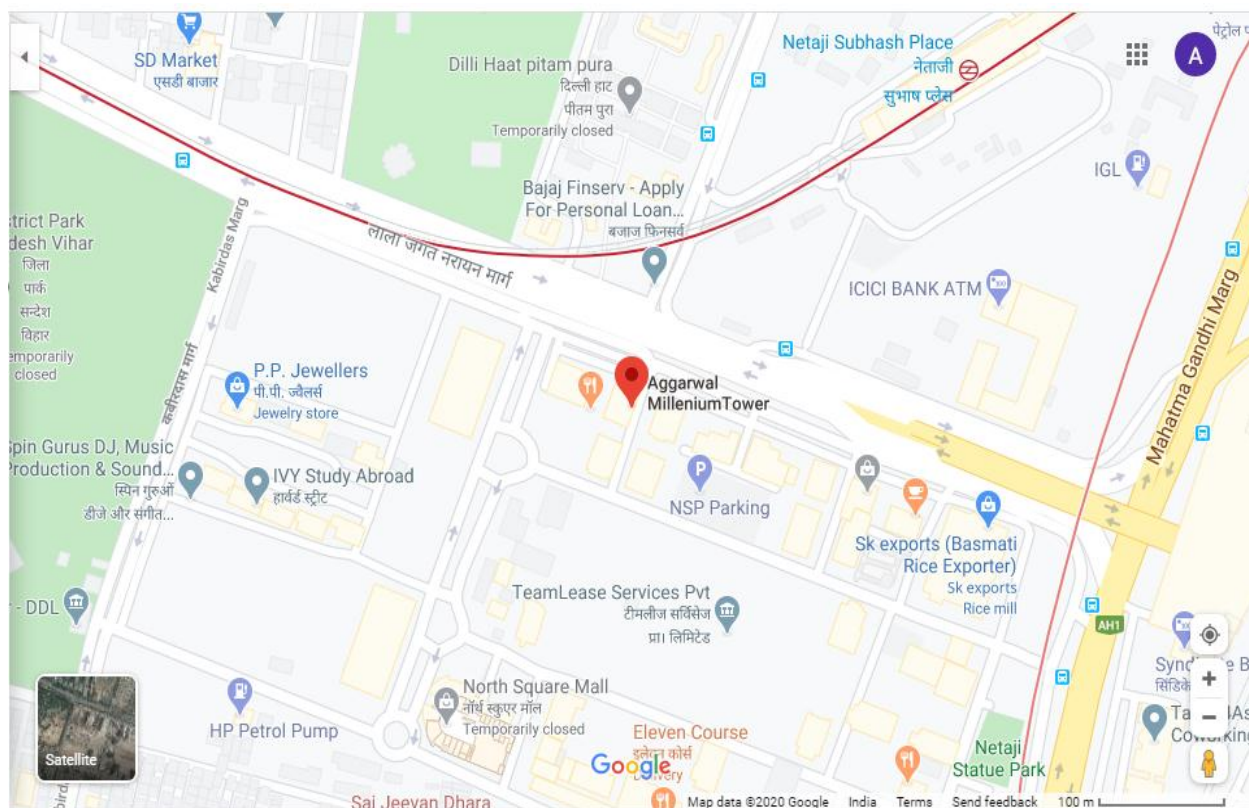 SD Market
एसडी बाजार
Dilli Haat pitam pura
दिल्ली हाट
पीतम पुरा
Temporarily closed
Netaji Subhash Place
नेताजी
सुभाष प्लेस
A
पेट्रोल
IGL
Bajaj Finserv - Apply
For Personal Loan...
बजाज फिनसर्व
strict Park
desh Vihar
जिला
पार्क
सन्देश
विहार
emporarily
closed
Kabirdas Marg
कबीरदास मार्ग
लाला जगत नरायन मार्ग
ICICI BANK ATM
Mahatma Gandhi Marg
P.P. Jewellers
पी.पी. ज्वैलर्स
Jewelry store
Aggarwal
MilleniumTower
Spin Gurus DJ, Music
Production & Sound...
स्पिन गुरुओं
डीजे और संगीत...
IVY Study Abroad
हार्वर्ड स्ट्रीट
P
NSP Parking
Sk exports (Basmati
Rice Exporter)
Sk exports
Rice mill
TeamLease Services Pvt
टीमलीज सर्विसेज
प्रा। लिमिटेड
- DDL
AH1
North Square Mall
नॉर्थ स्कुएर मॉल
Temporarily closed
HP Petrol Pump
Eleven Course
Google
Netaji
Statue Park
Satellite
Sai Jeevan Dhara
Map data ©2020 Google India Terms Send feedback 100 m